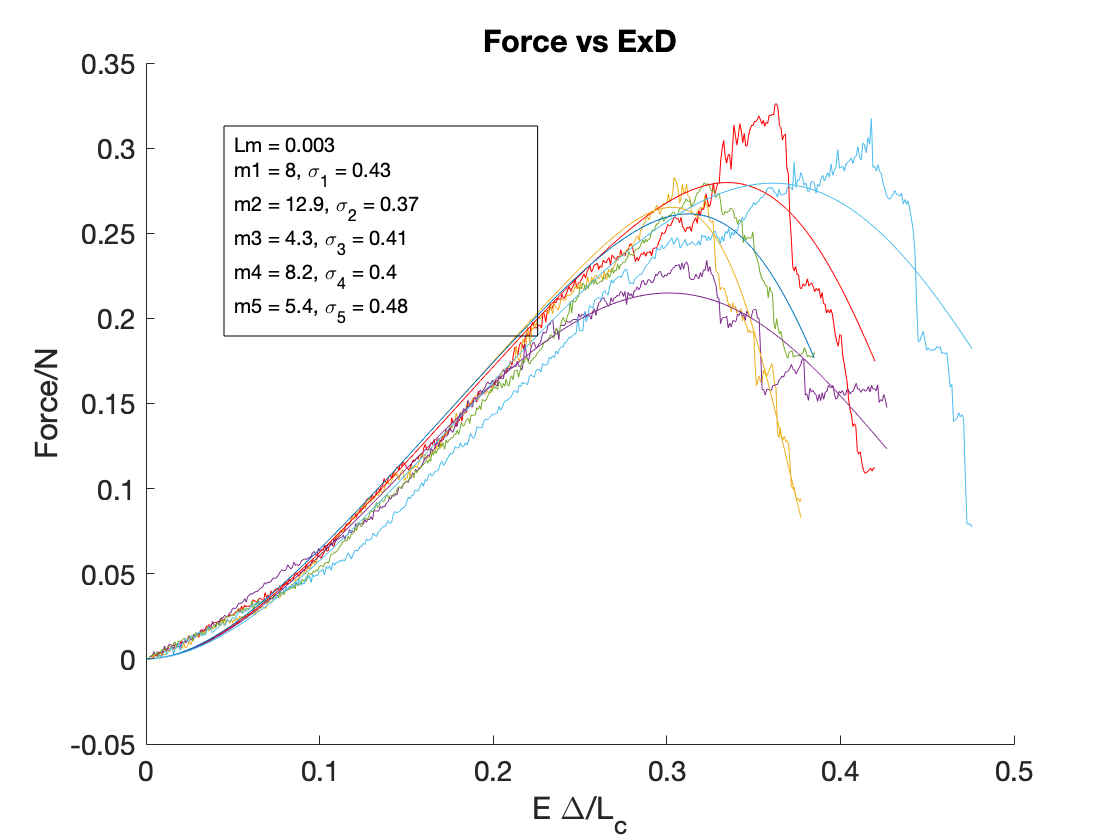 Force vs ExD
0.35
0.3
0.25
0.2
0.15
0.1
0.05
0
-0.05
Force/N
Lm = 0.003
m1 = 8, σ₁ = 0.43
m2 = 12.9, σ₂ = 0.37
m3 = 4.3, σ₃ = 0.41
m4 = 8.2, σ₄ = 0.4
m5 = 5.4, σ₅ = 0.48
0 0.1 0.2 0.3 0.4 0.5
E Δ/L_c